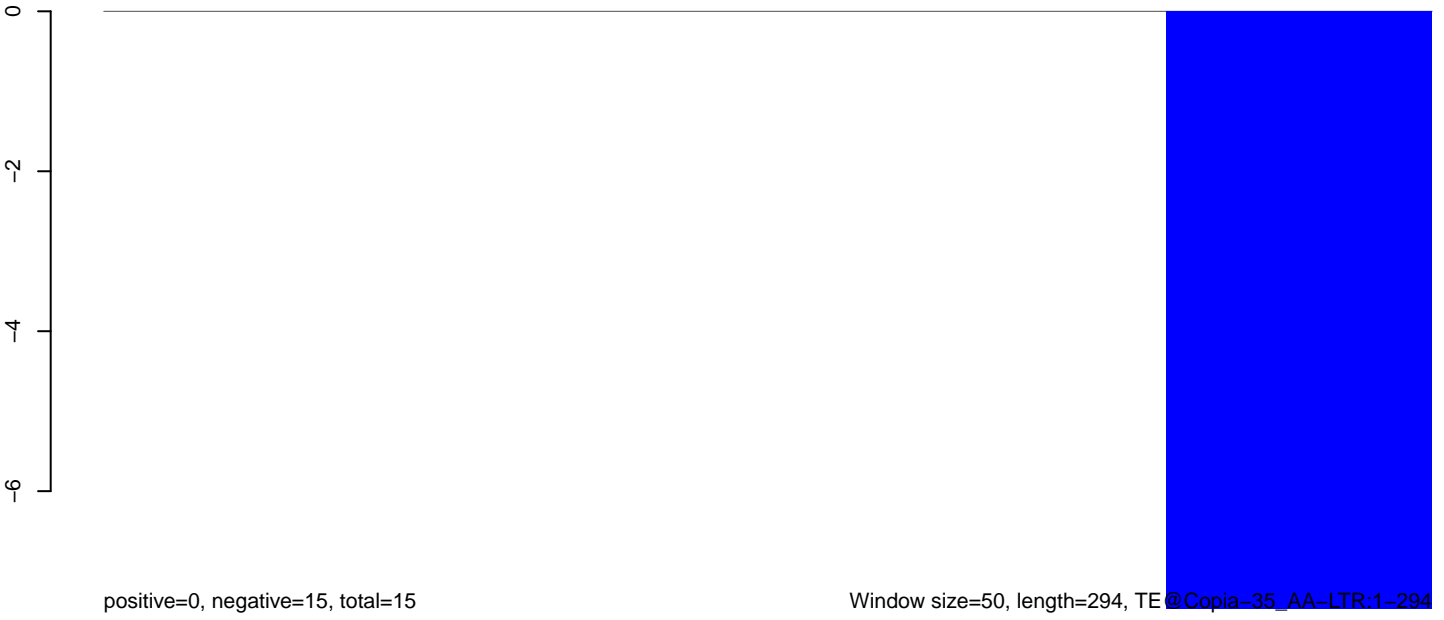 0
−2
−4
−6
positive=0, negative=15, total=15
Window size=50, length=294, TE@Copia−35_AA−LTR:1−294